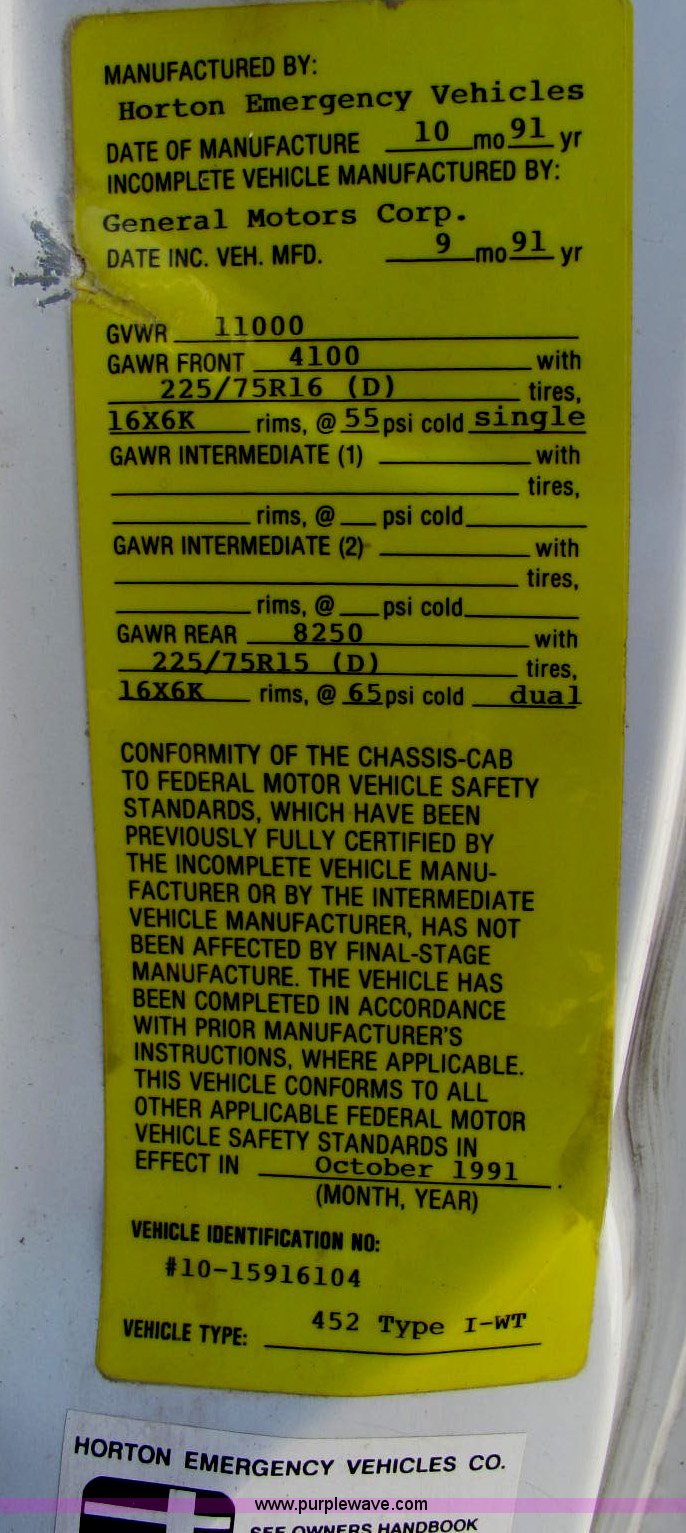 MANUFACTURED BY:
Horton Emergency Vehicles
DATE OF MANUFACTURE 10 mo 91 yr
INCOMPLETE VEHICLE MANUFACTURED BY:
General Motors Corp.
DATE INC. VEH. MFD. 9 mo 91 yr
GVWR 11000
GAWR FRONT 4100 with
225/75R16 (D) tires,
16X6K rims, @ 55 psi cold single
GAWR INTERMEDIATE (1) with
tires,
rims, @ psi cold
GAWR INTERMEDIATE (2) with
tires,
rims, @ psi cold
GAWR REAR 8250 with
225/75R15 (D) tires,
16X6K rims, @ 65 psi cold dual
CONFORMITY OF THE CHASSIS-CAB
TO FEDERAL MOTOR VEHICLE SAFETY
STANDARDS, WHICH HAVE BEEN
PREVIOUSLY FULLY CERTIFIED BY
THE INCOMPLETE VEHICLE MANU-
FACTURER OR BY THE INTERMEDIATE
VEHICLE MANUFACTURER, HAS NOT
BEEN AFFECTED BY FINAL-STAGE
MANUFACTURE. THE VEHICLE HAS
BEEN COMPLETED IN ACCORDANCE
WITH PRIOR MANUFACTURER'S
INSTRUCTIONS, WHERE APPLICABLE.
THIS VEHICLE CONFORMS TO ALL
OTHER APPLICABLE FEDERAL MOTOR
VEHICLE SAFETY STANDARDS IN
EFFECT IN October 1991.
(MONTH, YEAR)
VEHICLE IDENTIFICATION NO:
#10-15916104
VEHICLE TYPE: 452 Type I-WT
HORTON EMERGENCY VEHICLES CO.
www.purplewave.com
SEE OWNERS HANDBOOK